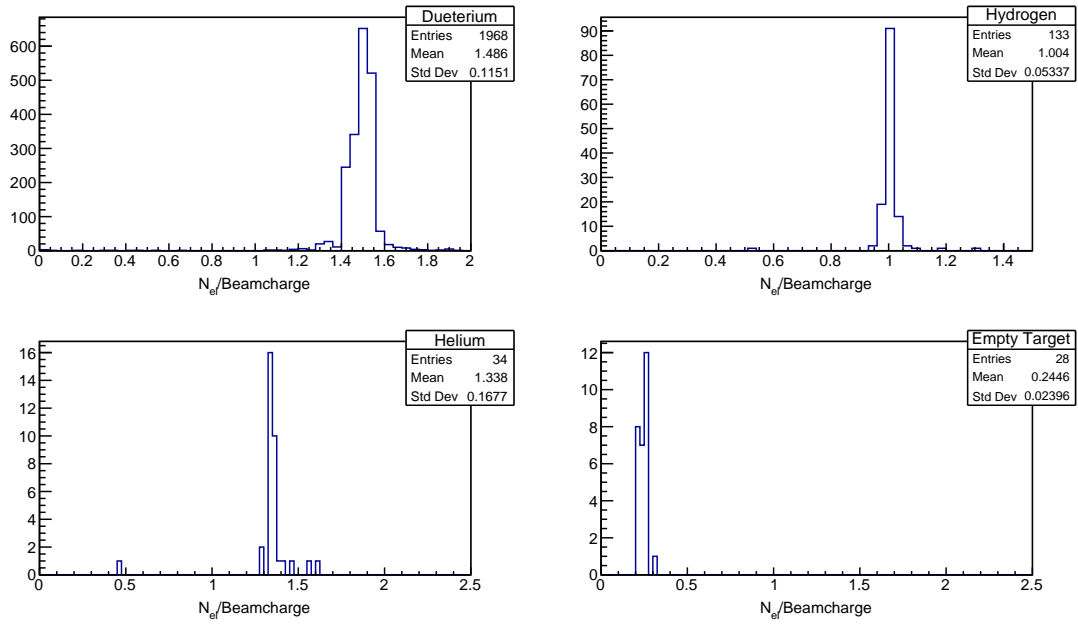 Dueterium
Entries 1968
Mean 1.486
Std Dev 0.1151
600
500
400
300
200
100
0
0 0.2 0.4 0.6 0.8 1 1.2 1.4 1.6 1.8 2
N_el/Beamcharge
Hydrogen
Entries 133
Mean 1.004
Std Dev 0.05337
90
80
70
60
50
40
30
20
10
0
0 0.2 0.4 0.6 0.8 1 1.2 1.4
N_el/Beamcharge
Helium
Entries 34
Mean 1.338
Std Dev 0.1677
16
14
12
10
8
6
4
2
0
0 0.5 1 1.5 2 2.5
N_el/Beamcharge
Empty Target
Entries 28
Mean 0.2446
Std Dev 0.02396
12
10
8
6
4
2
0
0 0.5 1 1.5 2 2.5
N_el/Beamcharge